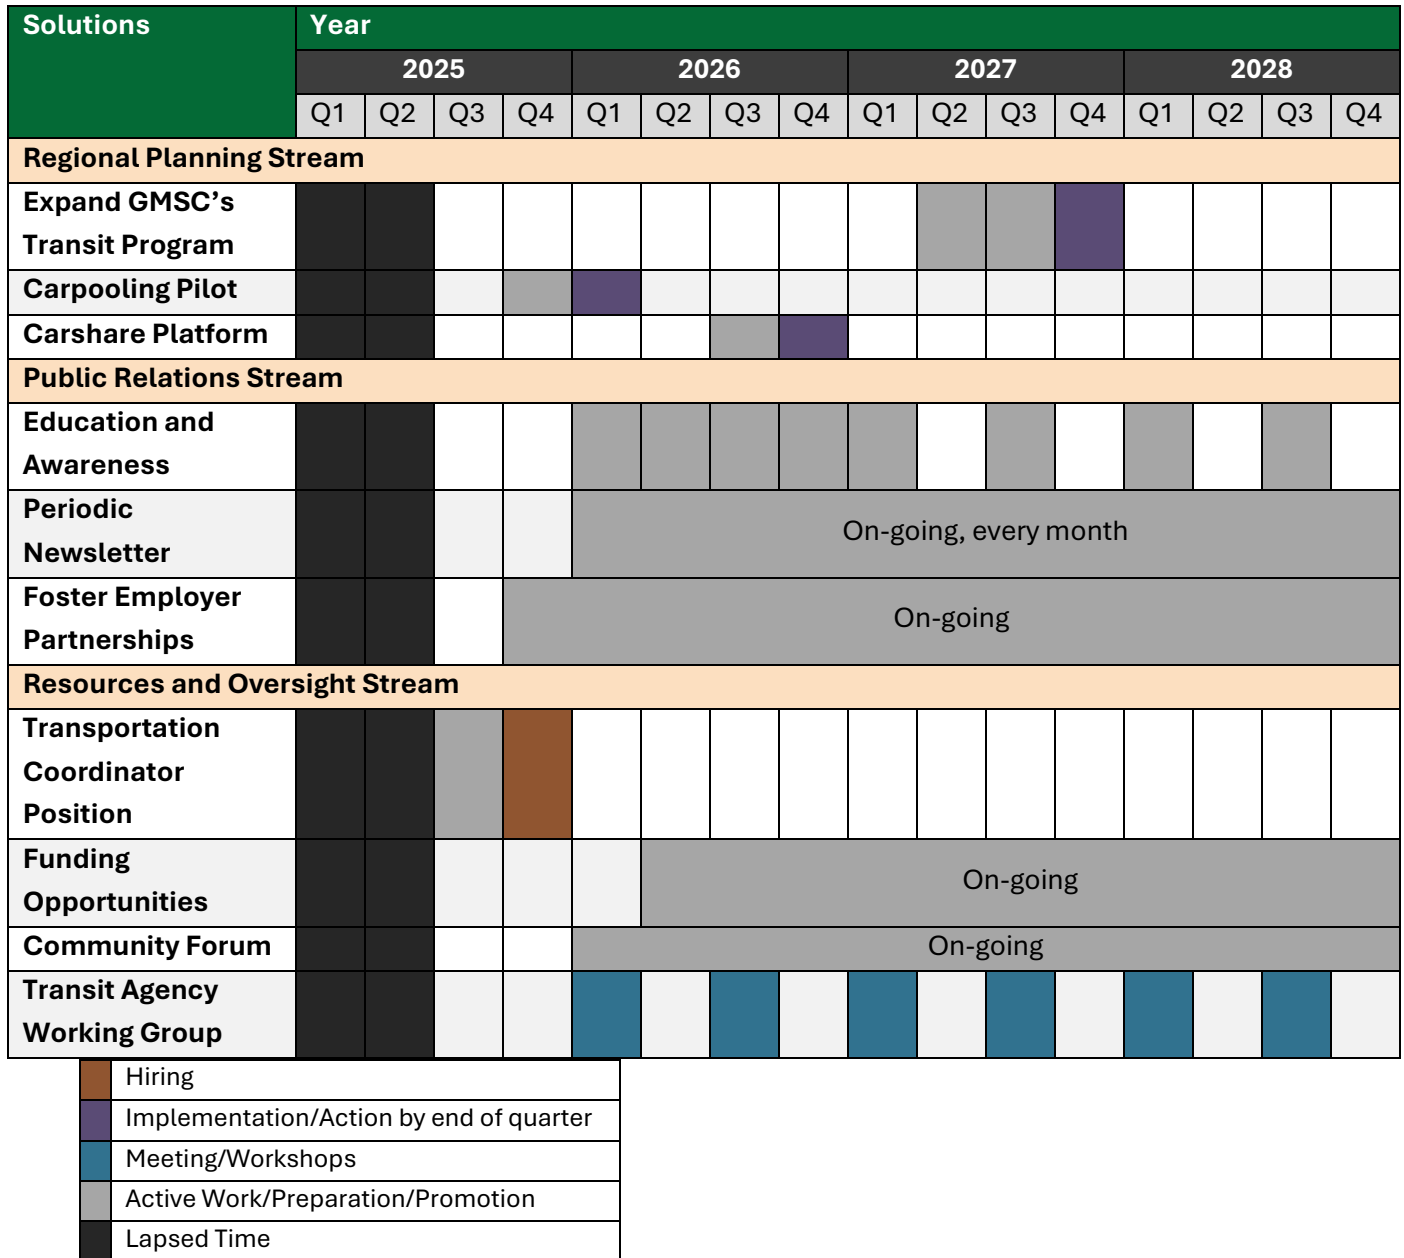 Solutions
Year
2025 2026 2027 2028
Q1 Q2 Q3 Q4 Q1 Q2 Q3 Q4 Q1 Q2 Q3 Q4 Q1 Q2 Q3 Q4
Regional Planning Stream
Expand GMSC’s
Transit Program
Carpooling Pilot
Carshare Platform
Public Relations Stream
Education and
Awareness
Periodic
Newsletter
On-going, every month
Foster Employer
Partnerships
On-going
Resources and Oversight Stream
Transportation
Coordinator
Position
Funding
Opportunities
On-going
Community Forum
On-going
Transit Agency
Working Group
Hiring
Implementation/Action by end of quarter
Meeting/Workshops
Active Work/Preparation/Promotion
Lapsed Time